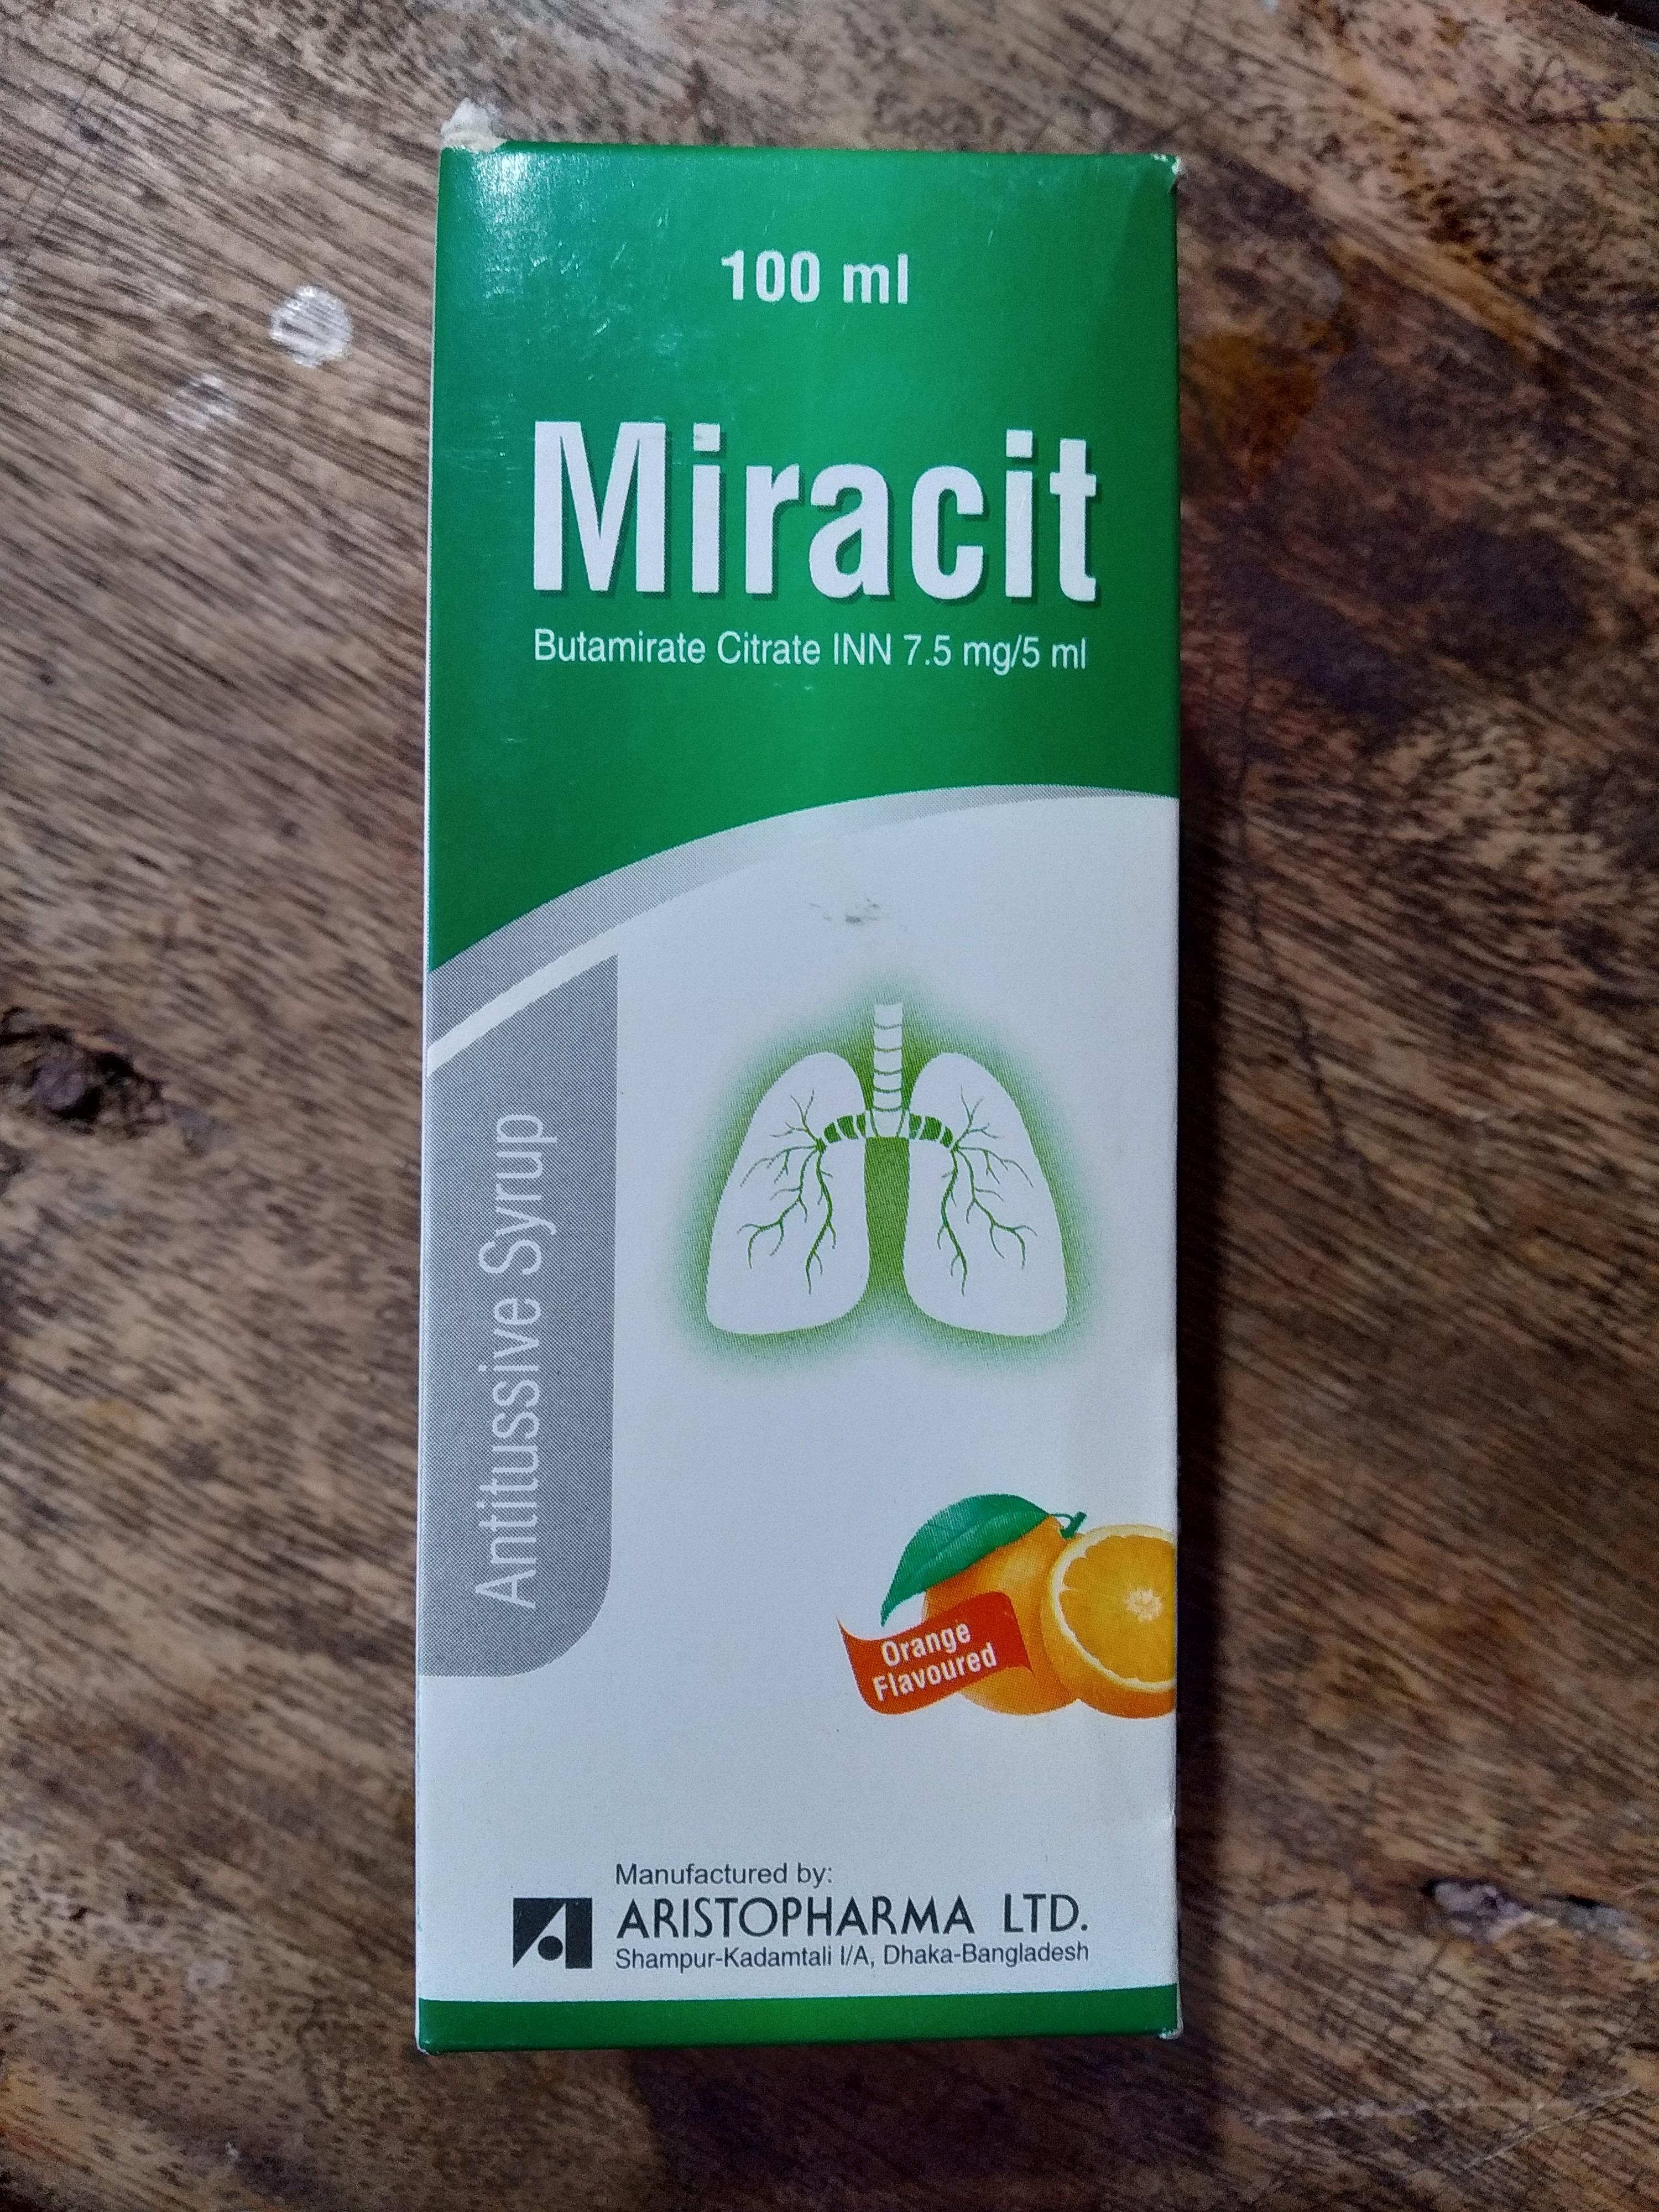 100 ml
Miracit
Butamirate Citrate INN 7.5 mg/5 ml
Antitussive Syrup
Orange
Flavoured
Manufactured by:
ARISTOPHARMA LTD.
Shampur-Kadamtali I/A, Dhaka-Bangladesh